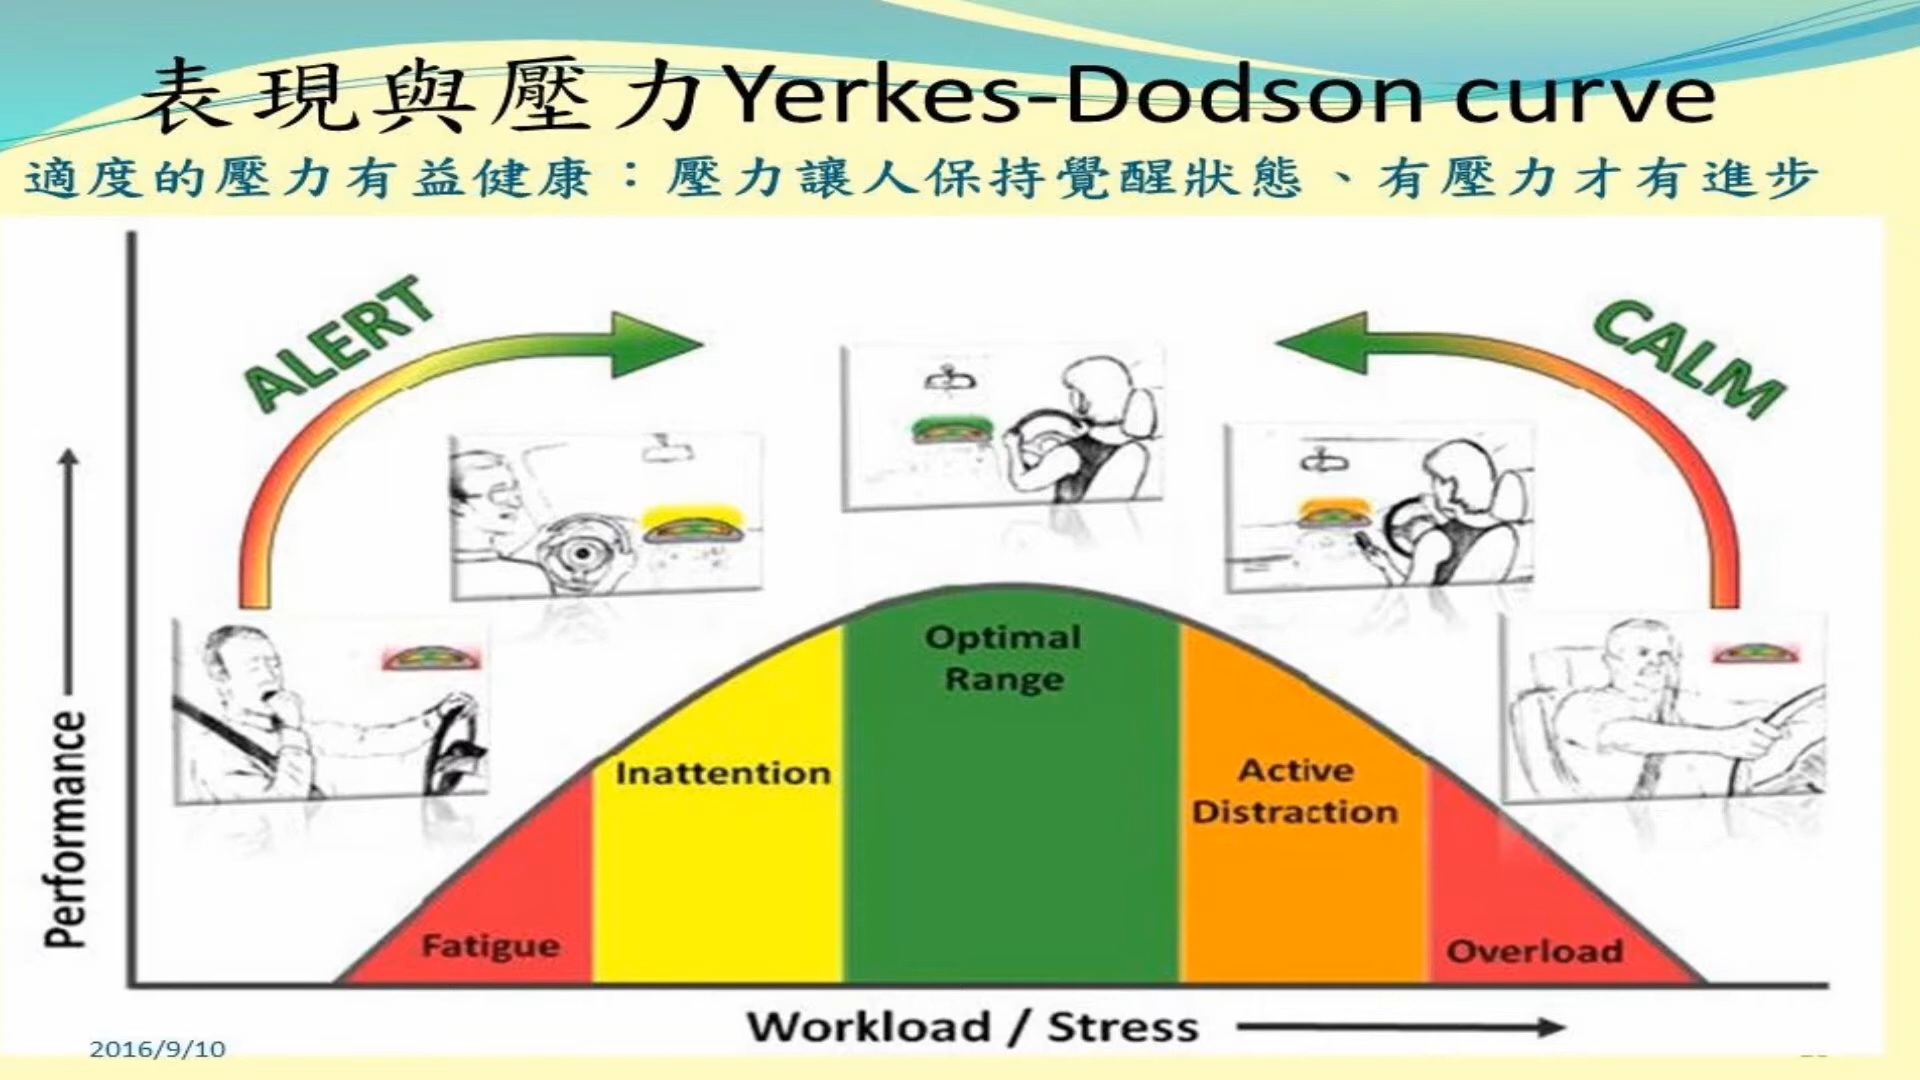 表現與壓力Yerkes-Dodson curve
適度的壓力有益健康：壓力讓人保持覺醒狀態、有壓力才有進步
ALERT
CALM
Optimal
Range
Inattention
Active
Distraction
Fatigue
Overload
Performance
Workload / Stress
2016/9/10